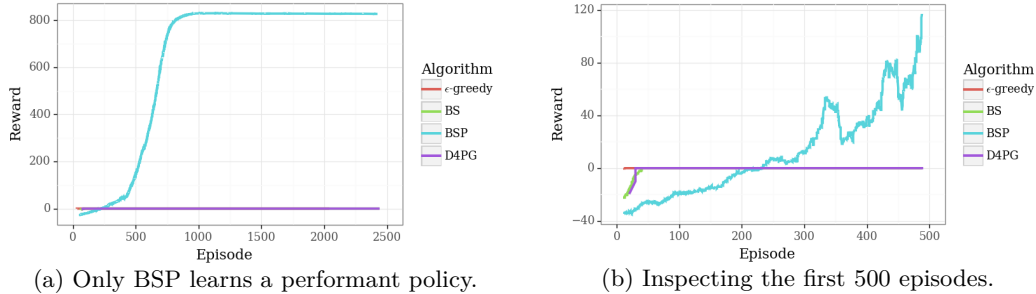 800
600
400
200
0
Reward
0
500
1000
1500
2000
2500
Episode
Algorithm
ϵ-greedy
BS
BSP
D4PG
(a) Only BSP learns a performant policy.
120
80
40
0
−40
Reward
0
100
200
300
400
500
Episode
Algorithm
ϵ-greedy
BS
BSP
D4PG
(b) Inspecting the first 500 episodes.